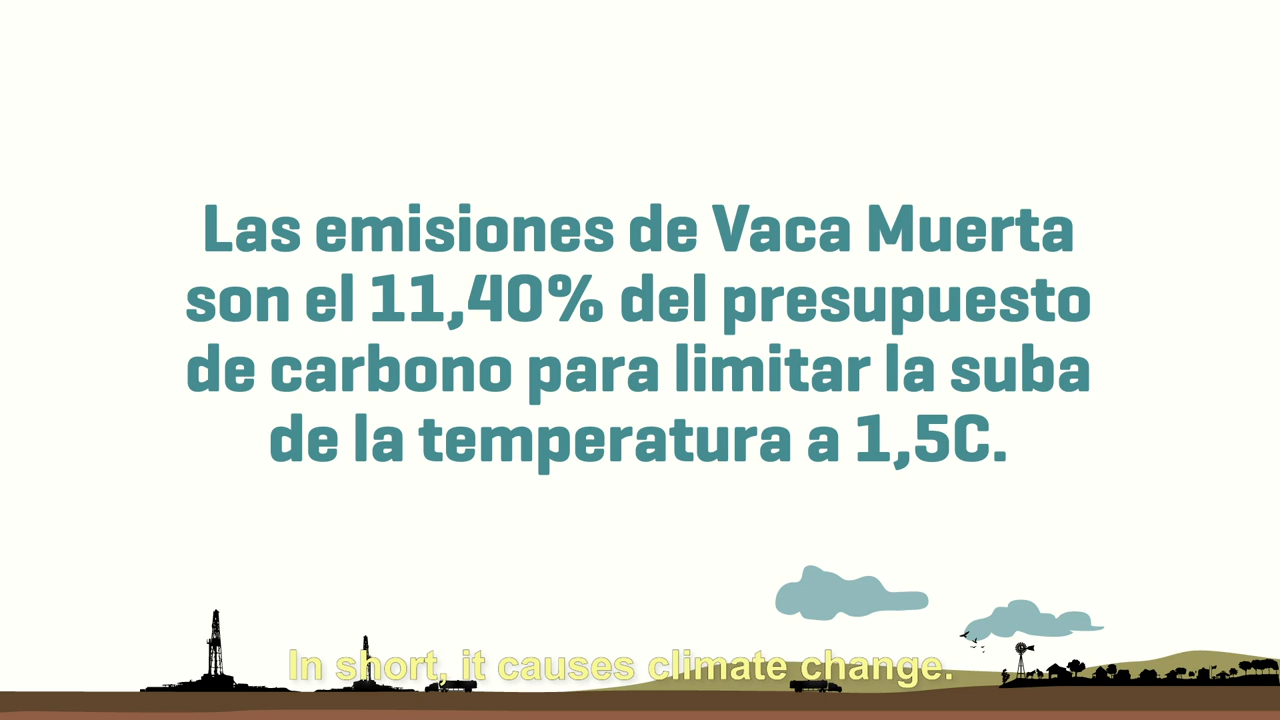 Las emisiones de Vaca Muerta
son el 11,40% del presupuesto
de carbono para limitar la suba
de la temperatura a 1,5C.
In short, it causes climate change.